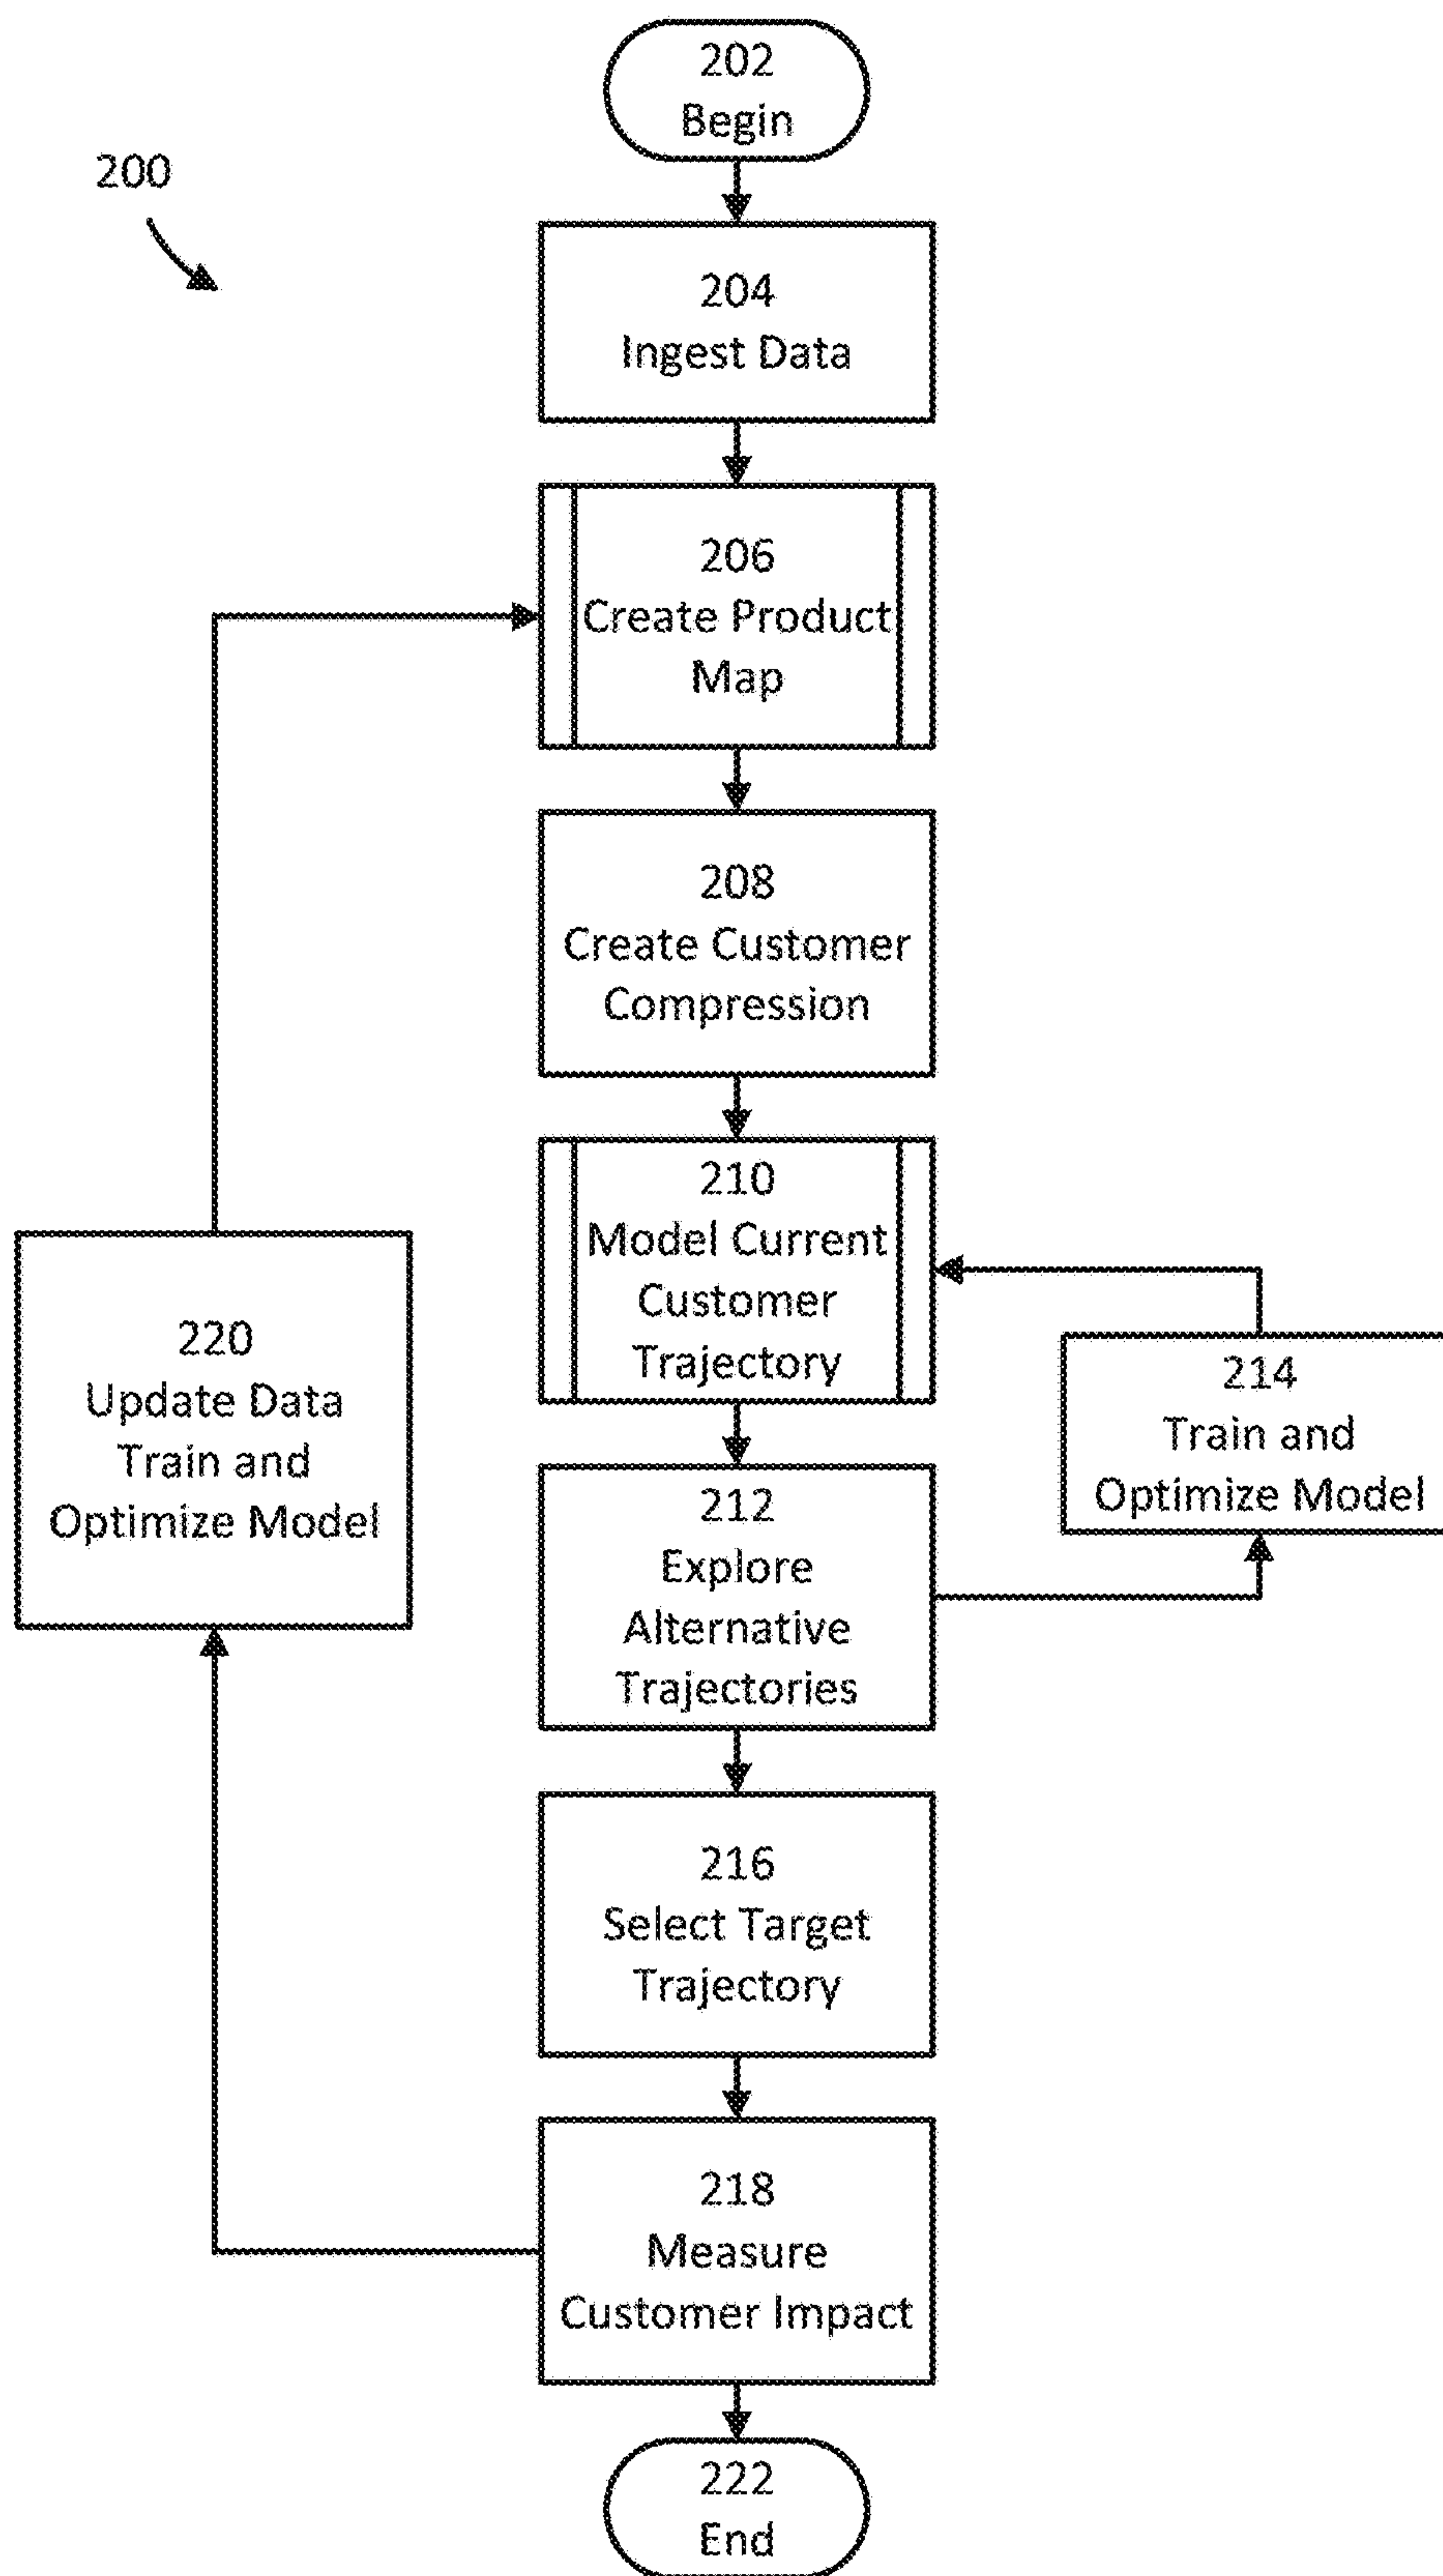 202
Begin
200
204
Ingest Data
206
Create Product
Map
208
Create Customer
Compression
210
Model Current
Customer
Trajectory
220
Update Data
Train and
Optimize Model
214
Train and
Optimize Model
212
Explore
Alternative
Trajectories
216
Select Target
Trajectory
218
Measure
Customer Impact
222
End